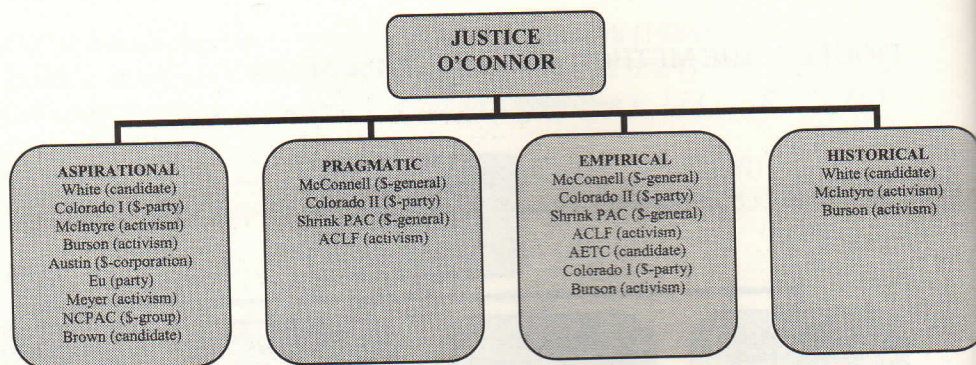 JUSTICE
O'CONNOR
ASPIRATIONAL
White (candidate)
Colorado I ($-party)
McIntyre (activism)
Burson (activism)
Austin ($-corporation)
Eu (party)
Meyer (activism)
NCPAC ($-group)
Brown (candidate)
PRAGMATIC
McConnell ($-general)
Colorado II ($-party)
Shrink PAC ($-general)
ACLF (activism)
EMPIRICAL
McConnell ($-general)
Colorado II ($-party)
Shrink PAC ($-general)
ACLF (activism)
AETC (candidate)
Colorado I ($-party)
Burson (activism)
HISTORICAL
White (candidate)
McIntyre (activism)
Burson (activism)